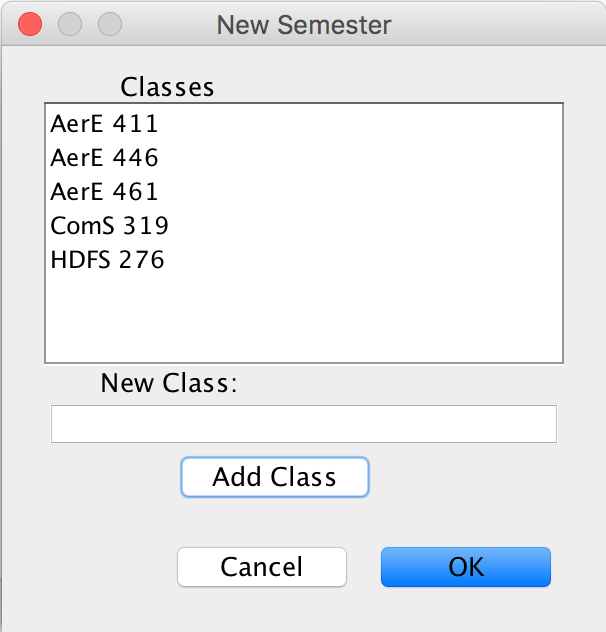 New Semester
Classes
AerE 411
AerE 446
AerE 461
ComS 319
HDFS 276
New Class:
Add Class
Cancel
OK